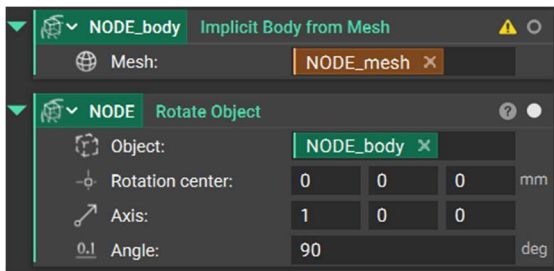 NODE_body Implicit Body from Mesh
Mesh: NODE_mesh ×
NODE Rotate Object ?
Object: NODE_body ×
Rotation center: 0 0 0 mm
Axis: 1 0 0
0.1 Angle: 90 deg